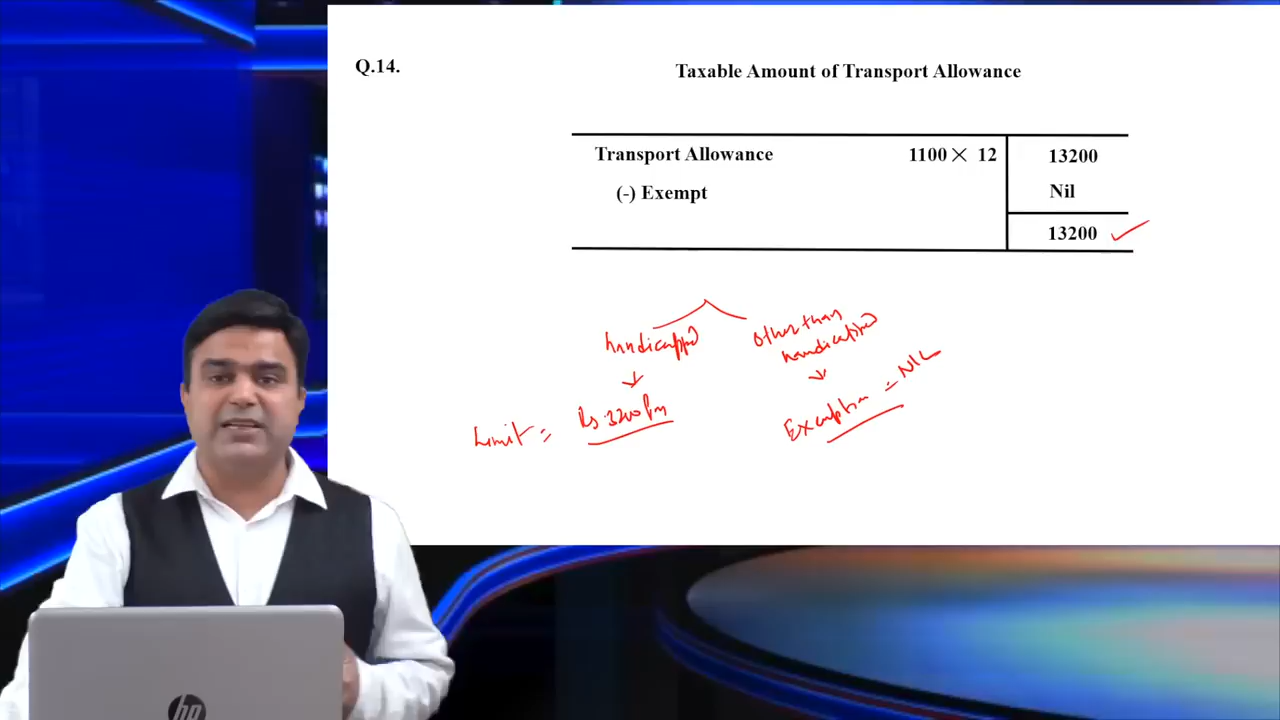 Q.14.
Taxable Amount of Transport Allowance
Transport Allowance 1100 × 12 13200
(-) Exempt Nil
13200
handicapped
other than
handicapped
Limit = Rs 3200 Pm
Exemption = NIL
hp